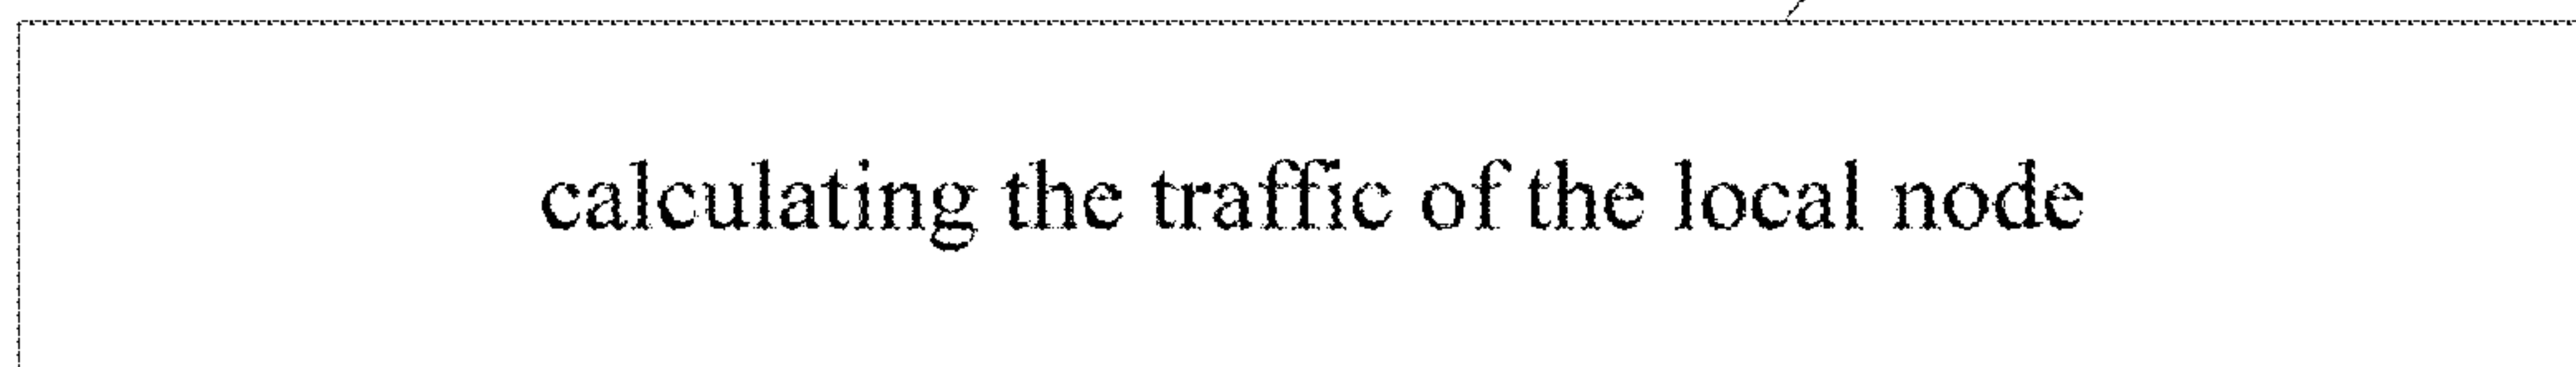 calculating the traffic of the local node